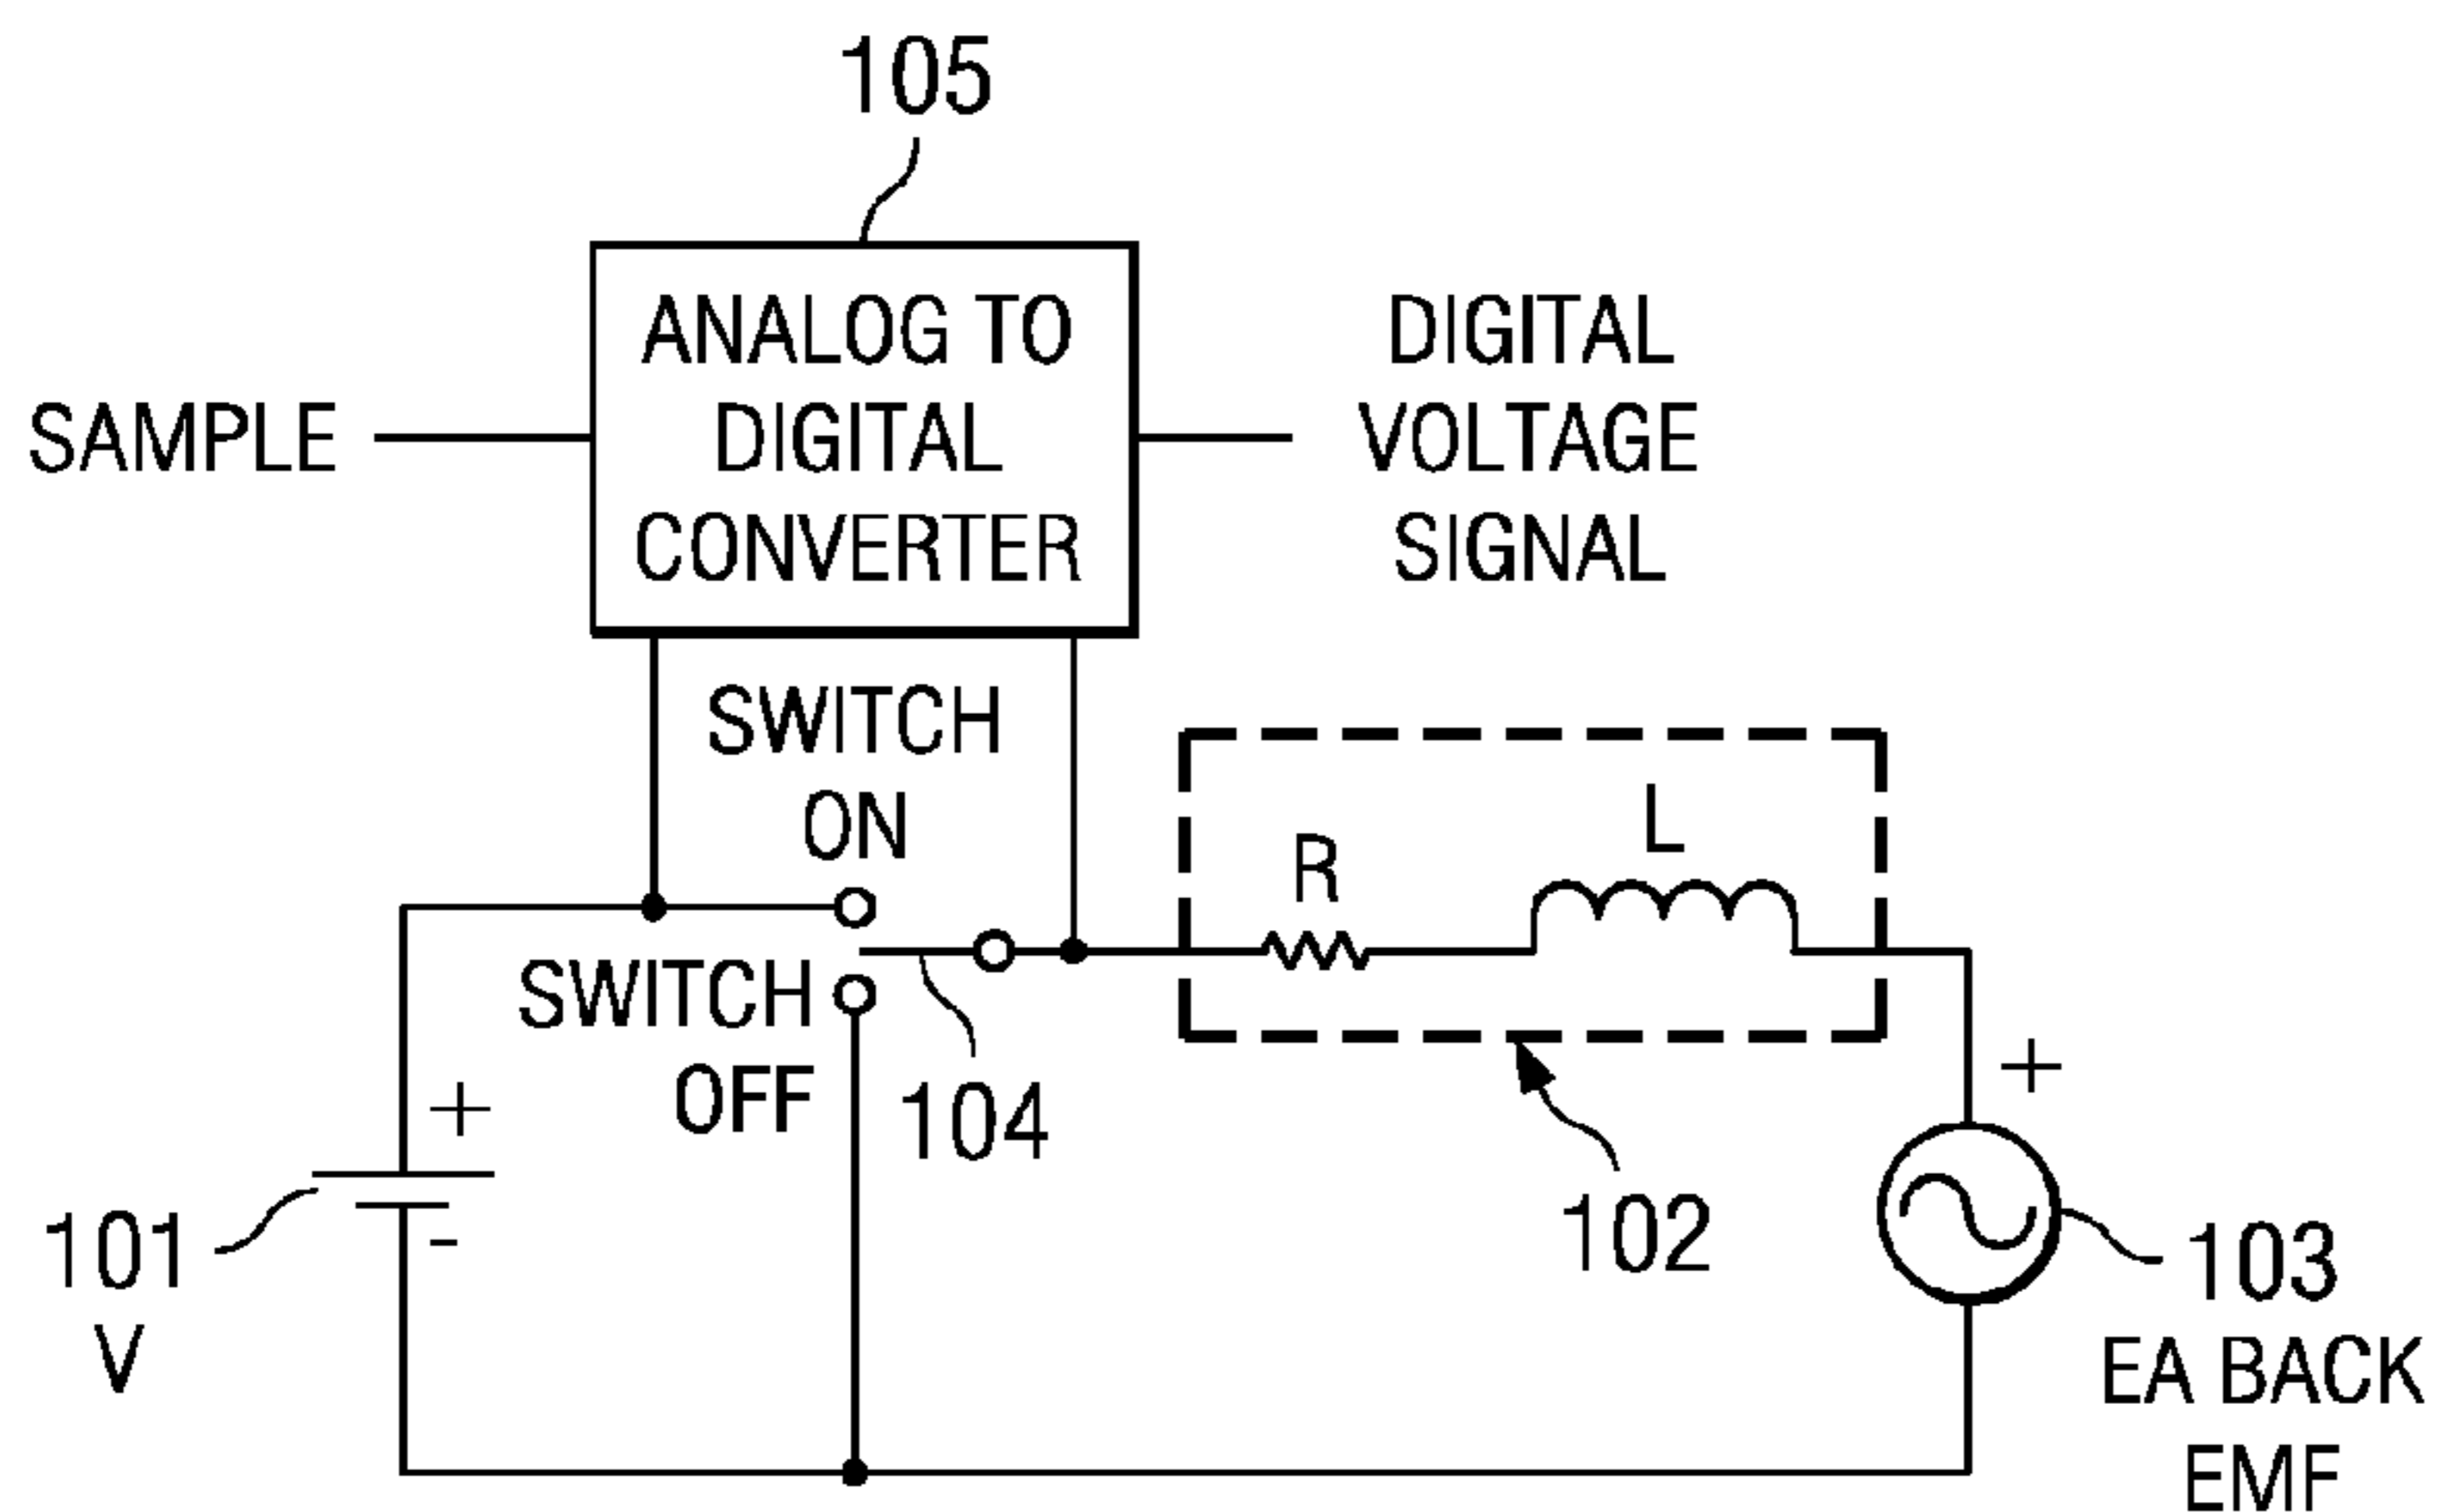 105
ANALOG TO
DIGITAL
CONVERTER
SAMPLE
DIGITAL
VOLTAGE
SIGNAL
SWITCH
ON
R
L
SWITCH
OFF
104
+
-
101
V
102
+
103
EA BACK
EMF